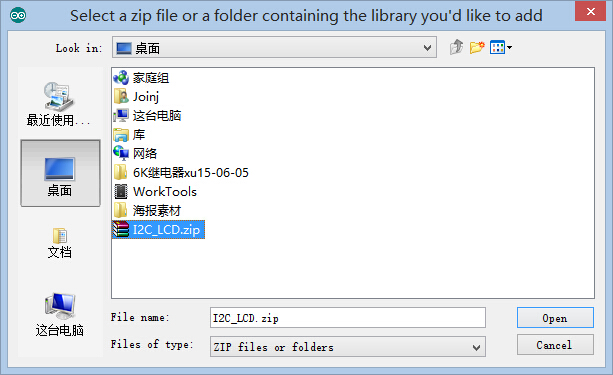 Select a zip file or a folder containing the library you'd like to add
Look in:
桌面
最近使用...
桌面
文档
这台电脑
家庭组
Joinj
这台电脑
库
网络
6K继电器xu15-06-05
WorkTools
海报素材
I2C_LCD.zip
File name:
I2C_LCD.zip
Open
Files of type:
ZIP files or folders
Cancel